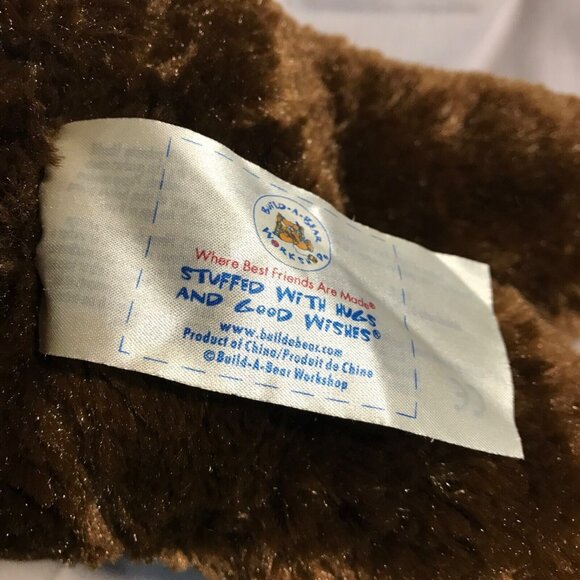 BUILD-A-BEAR
WORKSHOP
Where Best Friends Are Made®
STUFFED WITH HUGS
AND GOOD WISHES®
www.buildabear.com
Product of China/Produit de Chine
©Build-A-Bear Workshop